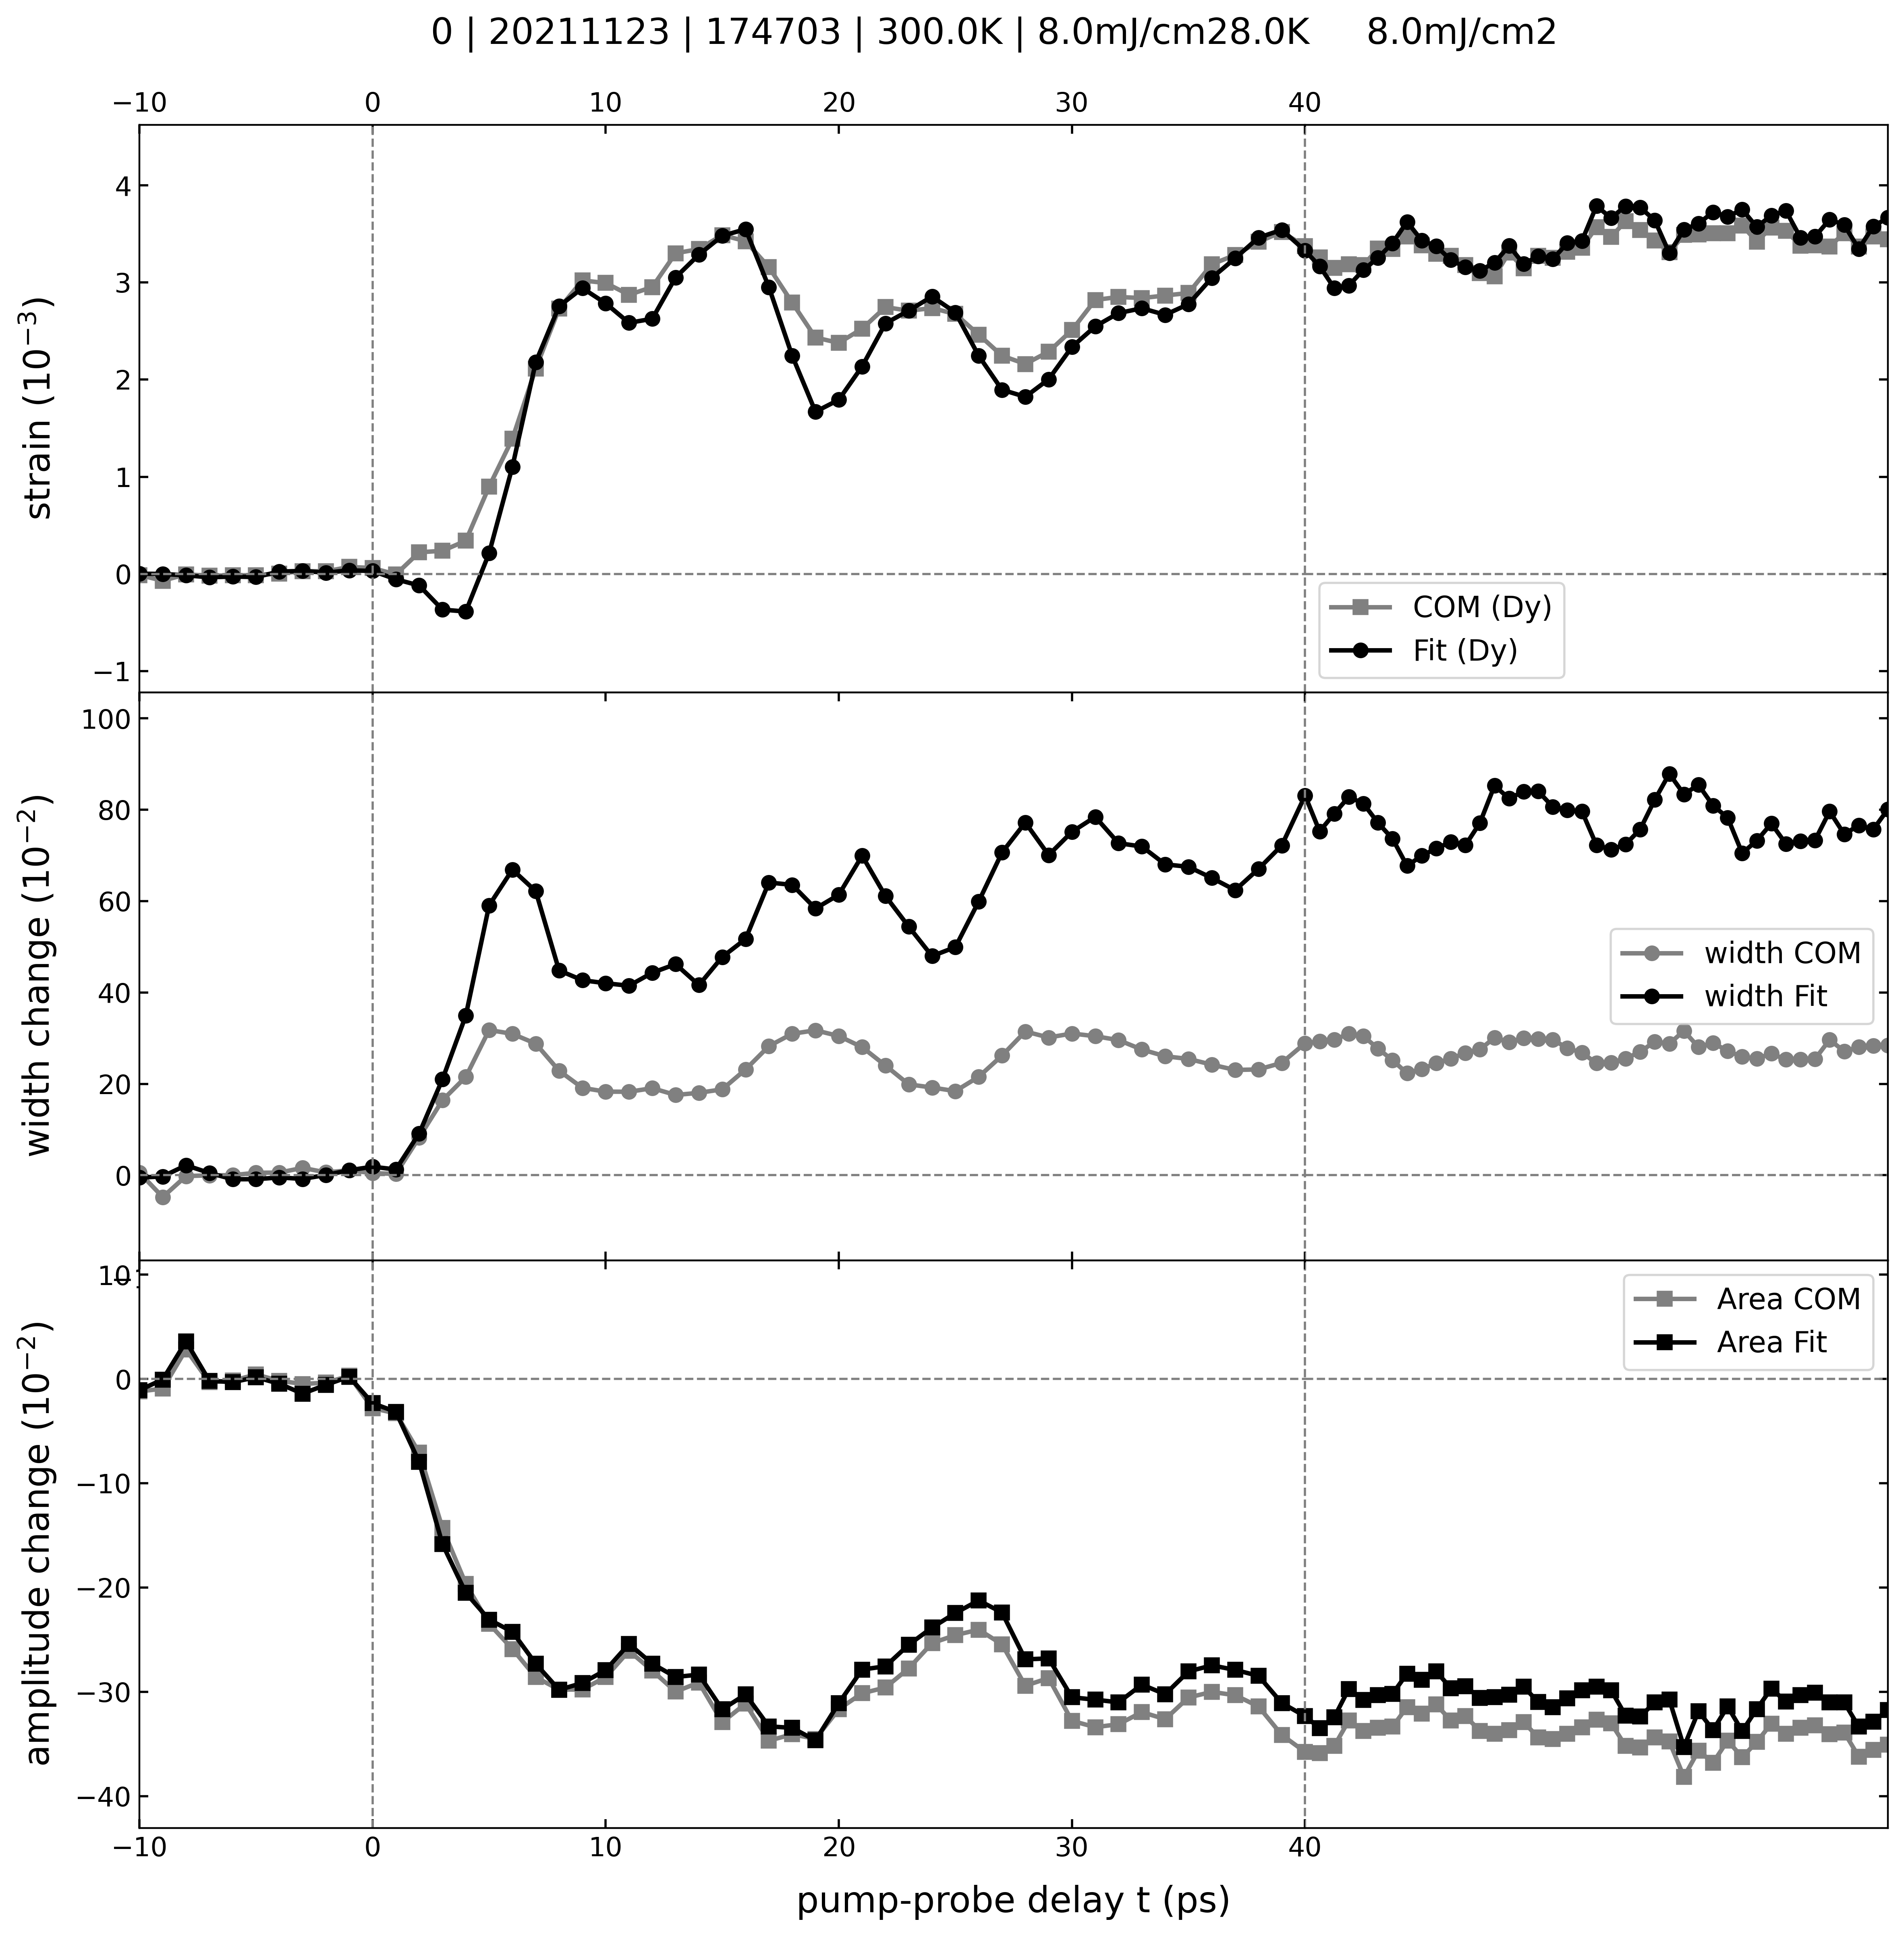 0 | 20211123 | 174703 | 300.0K | 8.0mJ/cm28.0K 8.0mJ/cm2
−10 0 10 20 30 40
strain (10⁻³)
4
3
2
1
0
−1
COM (Dy)
Fit (Dy)
width change (10⁻²)
100
80
60
40
20
0
width COM
width Fit
amplitude change (10⁻²)
10
0
−10
−20
−30
−40
Area COM
Area Fit
−10 0 10 20 30 40
pump-probe delay t (ps)